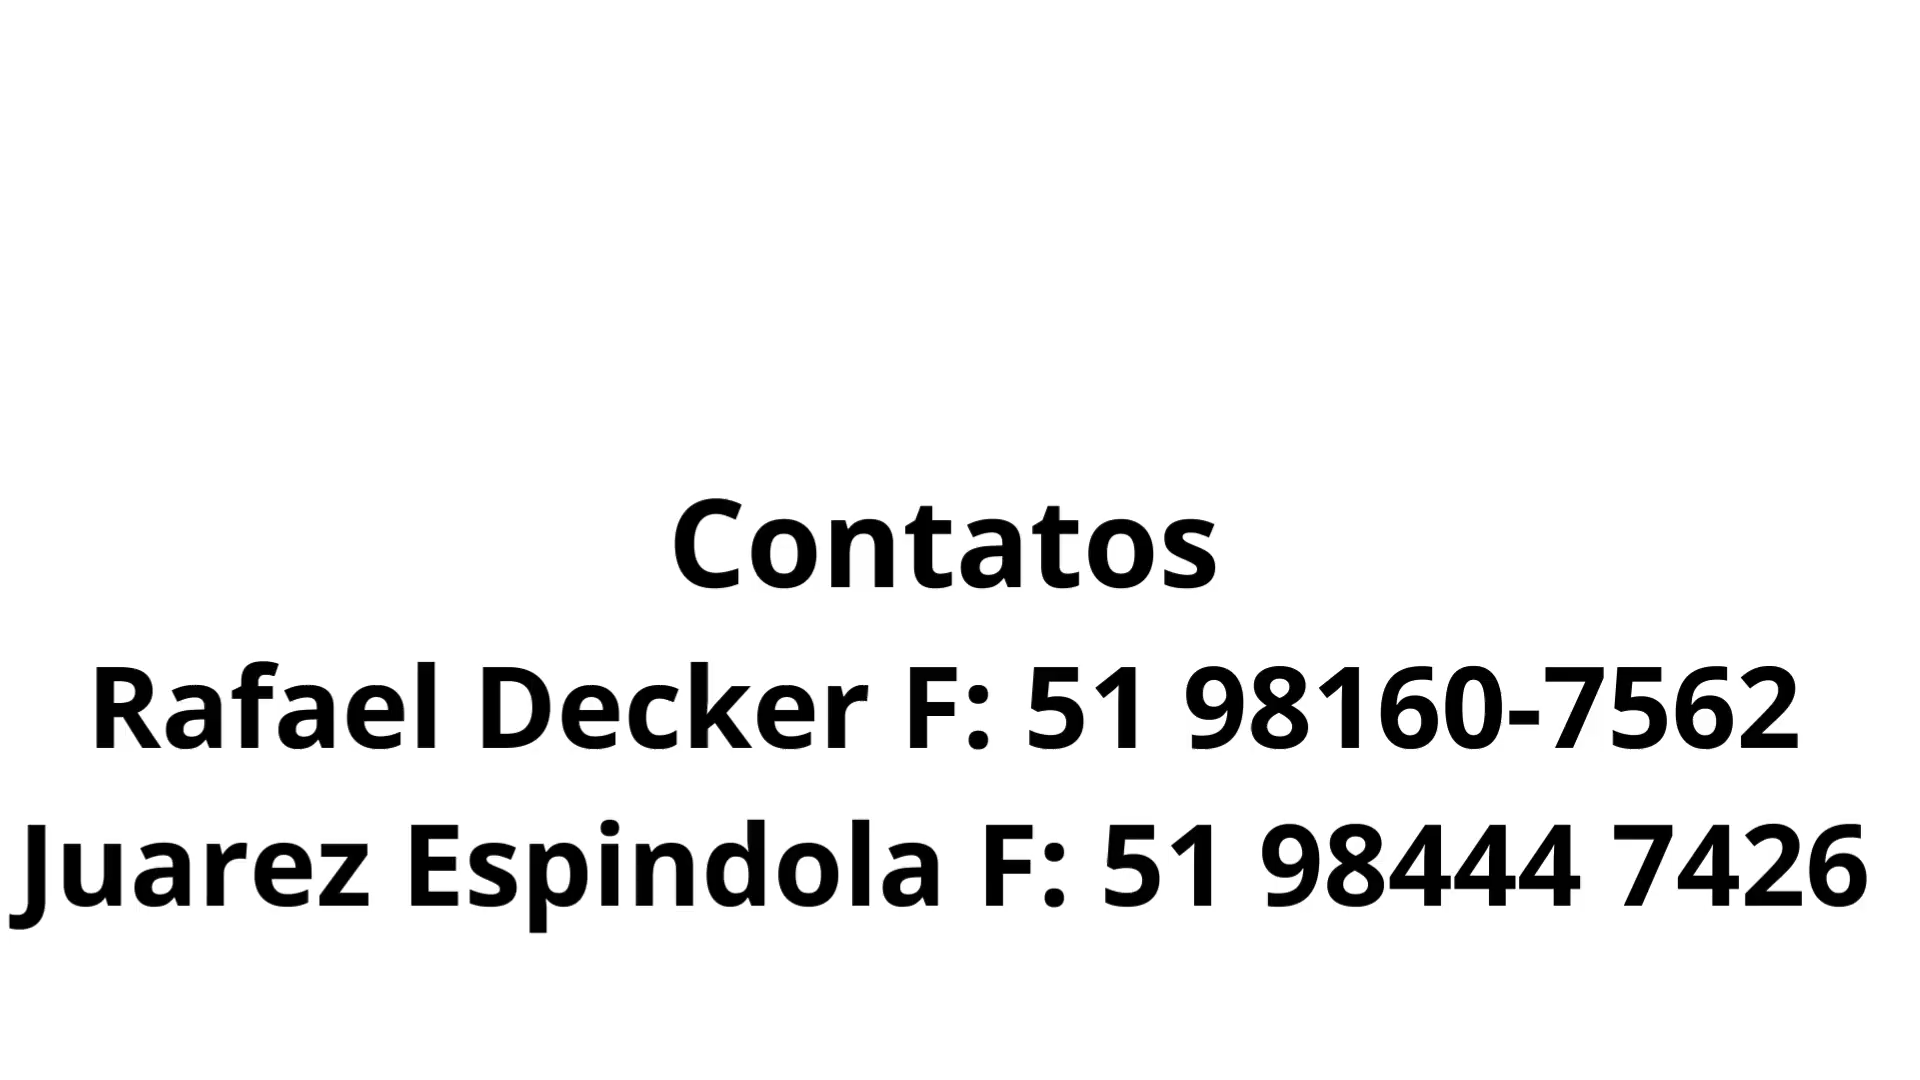 Contatos
Rafael Decker F: 51 98160-7562
Juarez Espindola F: 51 98444 7426